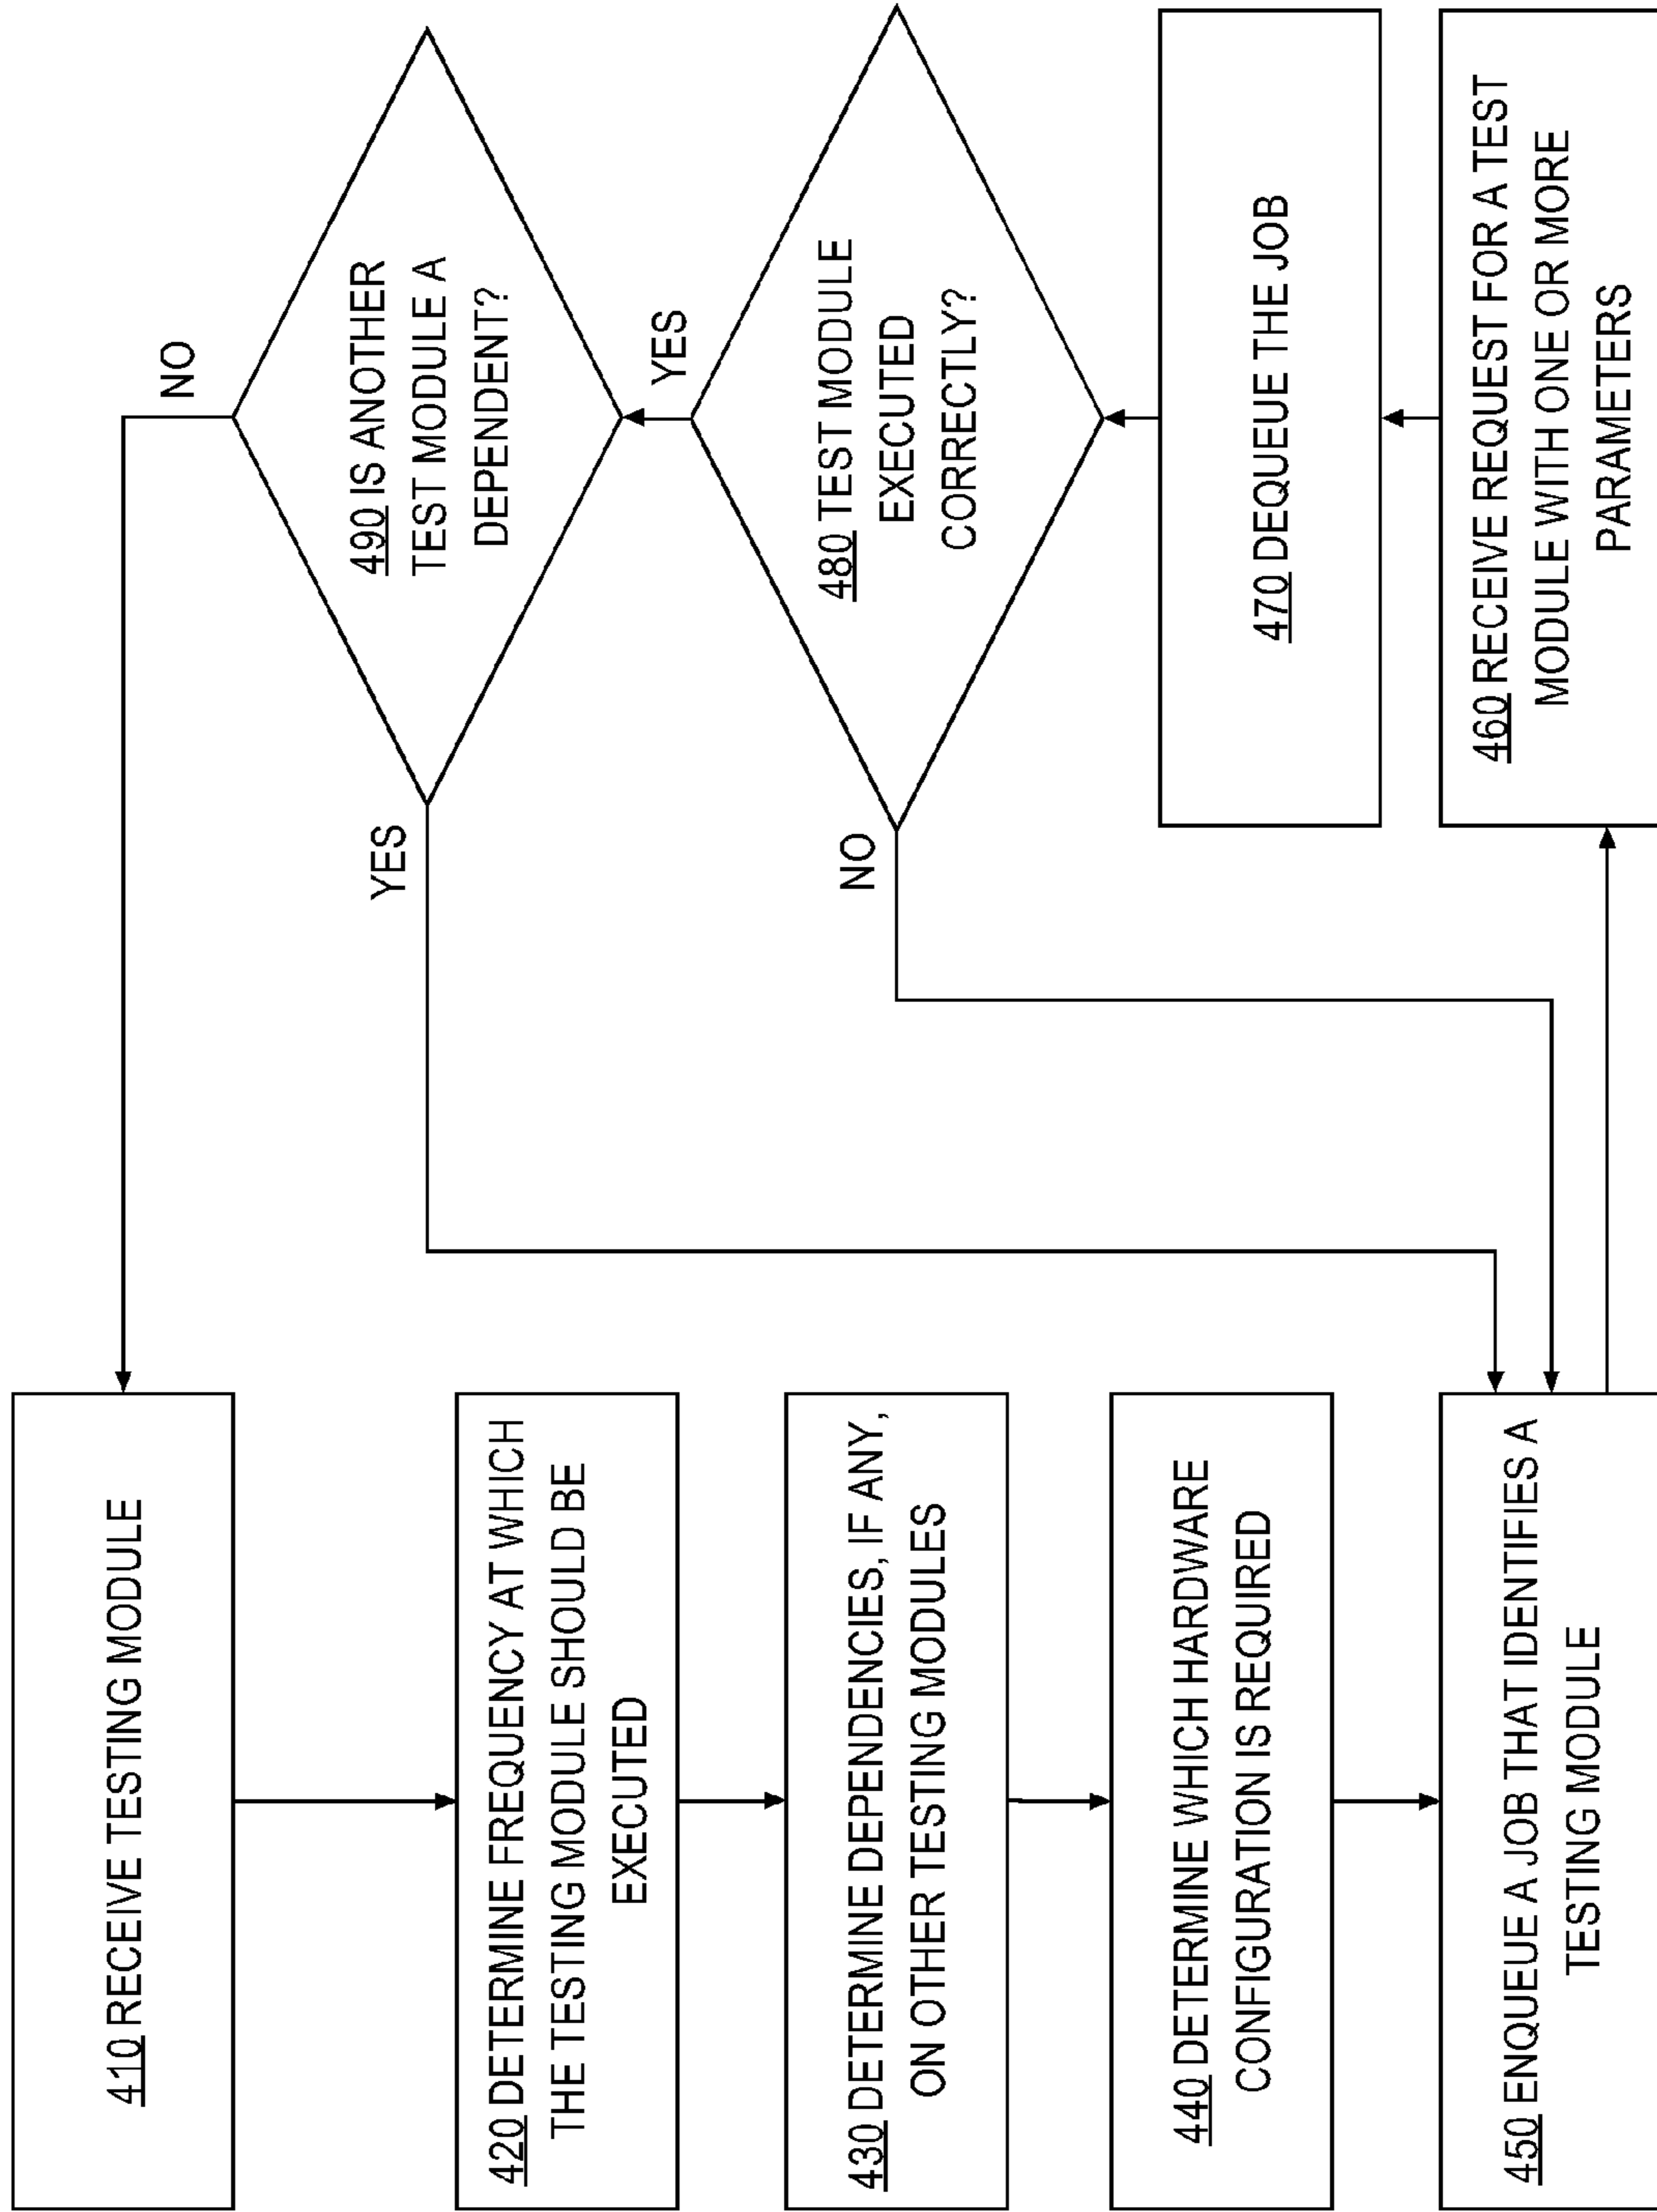 410 RECEIVE TESTING MODULE
420 DETERMINE FREQUENCY AT WHICH
THE TESTING MODULE SHOULD BE
EXECUTED
430 DETERMINE DEPENDENCIES, IF ANY,
ON OTHER TESTING MODULES
440 DETERMINE WHICH HARDWARE
CONFIGURATION IS REQUIRED
450 ENQUEUE A JOB THAT IDENTIFIES A
TESTING MODULE
460 RECEIVE REQUEST FOR A TEST
MODULE WITH ONE OR MORE
PARAMETERS
470 DEQUEUE THE JOB
480 TEST MODULE
EXECUTED
CORRECTLY?
NO
YES
490 IS ANOTHER
TEST MODULE A
DEPENDENT?
YES
NO